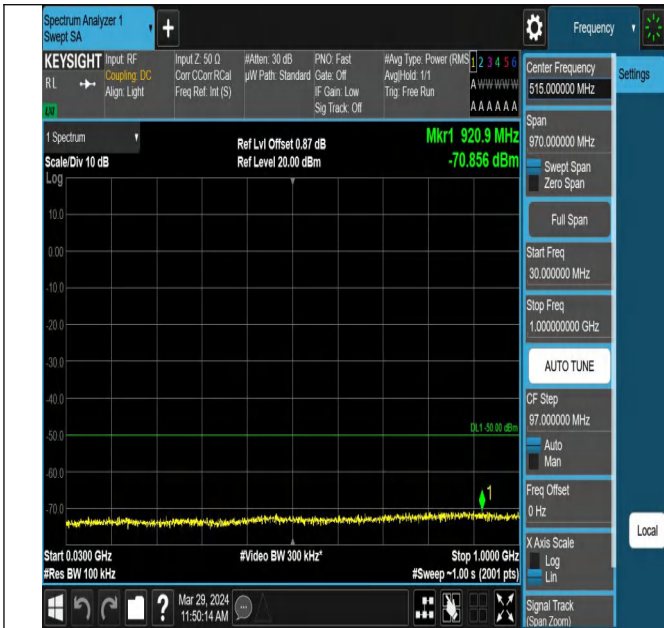 Spectrum Analyzer 1
Swept SA
+
Frequency
KEYSIGHT
RL
LXI
Input: RF
Coupling: DC
Align: Light
Input Z: 50 Ω
Corr CCorr RCal
Freq Ref: Int (S)
#Atten: 30 dB
µW Path: Standard
PNO: Fast
Gate: Off
IF Gain: Low
Sig Track: Off
#Avg Type: Power (RMS)
Avg|Hold: 1/1
Trig: Free Run
1 2 3 4 5 6
A W W W W W
A A A A A A
1 Spectrum
Scale/Div 10 dB
Log
Ref Lvl Offset 0.87 dB
Ref Level 20.00 dBm
Mkr1 920.9 MHz
-70.856 dBm
10.0
0.00
-10.0
-20.0
-30.0
-40.0
-50.0
-60.0
-70.0
DL1 -50.00 dBm
1
Start 0.0300 GHz
#Res BW 100 kHz
#Video BW 300 kHz*
Stop 1.0000 GHz
#Sweep ~1.00 s (2001 pts)
Center Frequency
515.000000 MHz
Settings
Span
970.000000 MHz
Swept Span
Zero Span
Full Span
Start Freq
30.000000 MHz
Stop Freq
1.000000000 GHz
AUTO TUNE
CF Step
97.000000 MHz
Auto
Man
Freq Offset
0 Hz
X Axis Scale
Log
Lin
Local
Signal Track
(Span Zoom)
?
Mar 29, 2024
11:50:14 AM